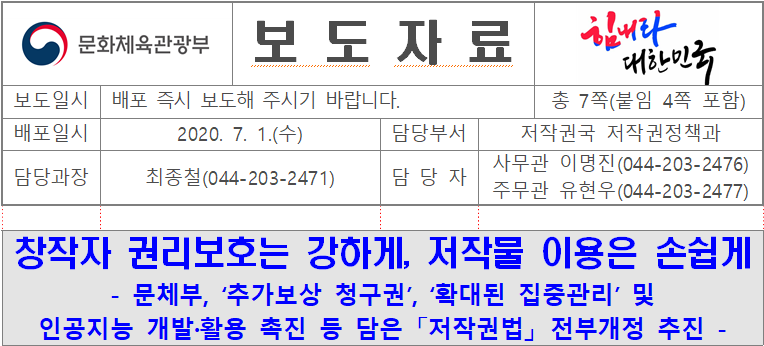 문화체육관광부
보도자료
힘내라
대한민국
보도일시 배포 즉시 보도해 주시기 바랍니다. 총 7쪽(붙임 4쪽 포함)
배포일시 2020. 7. 1.(수) 담당부서 저작권국 저작권정책과
담당과장 최종철(044-203-2471) 담 당 자 사무관 이명진(044-203-2476)
주무관 유현우(044-203-2477)
창작자 권리보호는 강하게, 저작물 이용은 손쉽게
- 문체부, ‘추가보상 청구권’, ‘확대된 집중관리’ 및
인공지능 개발·활용 촉진 등 담은「저작권법」전부개정 추진 -